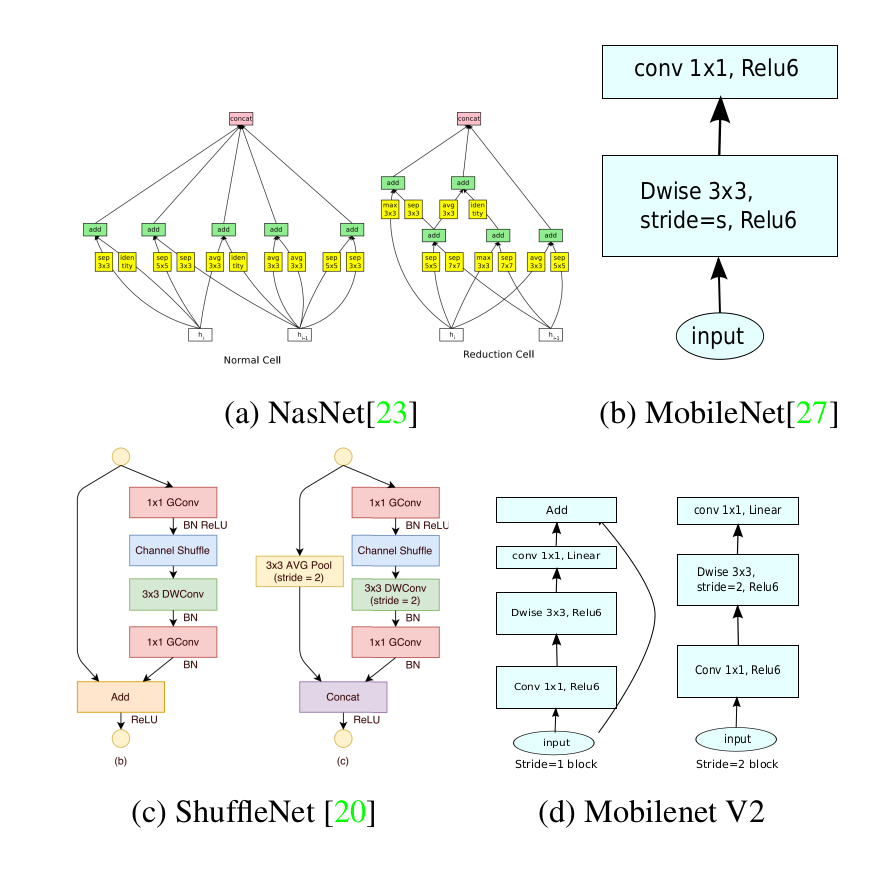 concat
add
add
add
add
add
sep
3x3
iden
tity
sep
5x5
sep
3x3
avg
3x3
iden
tity
avg
3x3
avg
3x3
sep
5x5
sep
3x3
h
h
Normal Cell
concat
add
add
max
3x3
sep
3x3
avg
3x3
iden
tity
add
add
add
sep
5x5
sep
7x7
max
3x3
sep
7x7
avg
3x3
sep
5x5
h
h
Reduction Cell
(a) NasNet[23]
conv 1x1, Relu6
Dwise 3x3,
stride=s, Relu6
input
(b) MobileNet[27]
1x1 GConv
BN ReLU
Channel Shuffle
3x3 DWConv
BN
1x1 GConv
BN
Add
ReLU
(b)
1x1 GConv
BN ReLU
3x3 AVG Pool
(stride = 2)
Channel Shuffle
3x3 DWConv
(stride = 2)
BN
1x1 GConv
BN
Concat
ReLU
(c)
(c) ShuffleNet [20]
Add
conv 1x1, Linear
Dwise 3x3, Relu6
Conv 1x1, Relu6
input
Stride=1 block
conv 1x1, Linear
Dwise 3x3,
stride=2, Relu6
Conv 1x1, Relu6
input
Stride=2 block
(d) Mobilenet V2